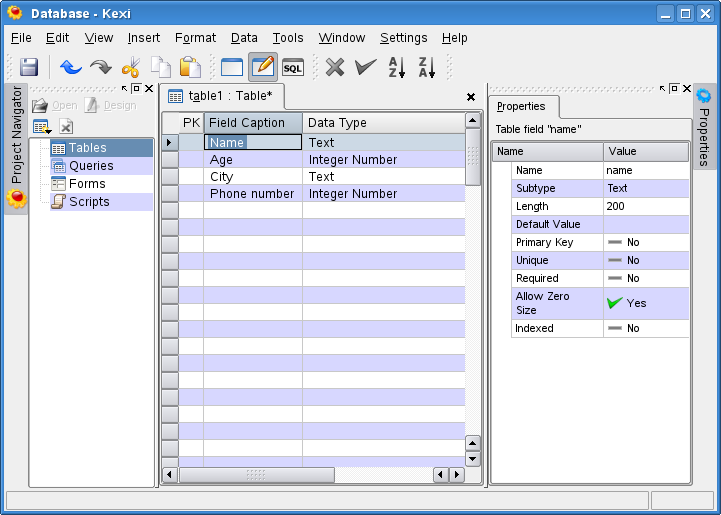 Database - Kexi
File Edit View Insert Format Data Tools Window Settings Help
SQL A Z Z A
Project Navigator
Open Design
Tables
Queries
Forms
Scripts
table1 : Table*
PK Field Caption Data Type
Name Text
Age Integer Number
City Text
Phone number Integer Number
Properties
Table field "name"
Name Value
Name name
Subtype Text
Length 200
Default Value
Primary Key No
Unique No
Required No
Allow Zero
Size Yes
Indexed No
Properties